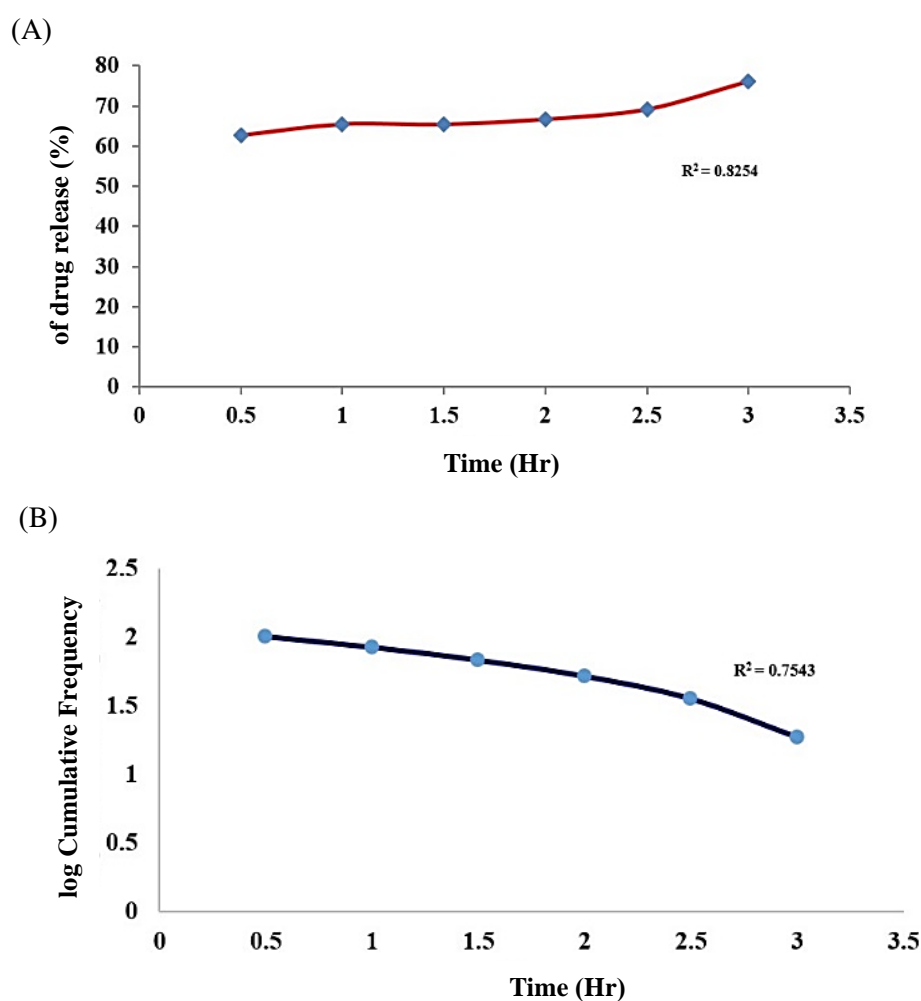 (A)
80
70
60
50
40
30
20
10
0
of drug release (%)
R² = 0.8254
0 0.5 1 1.5 2 2.5 3 3.5
Time (Hr)
(B)
2.5
2
1.5
1
0.5
0
log Cumulative Frequency
R² = 0.7543
0 0.5 1 1.5 2 2.5 3 3.5
Time (Hr)